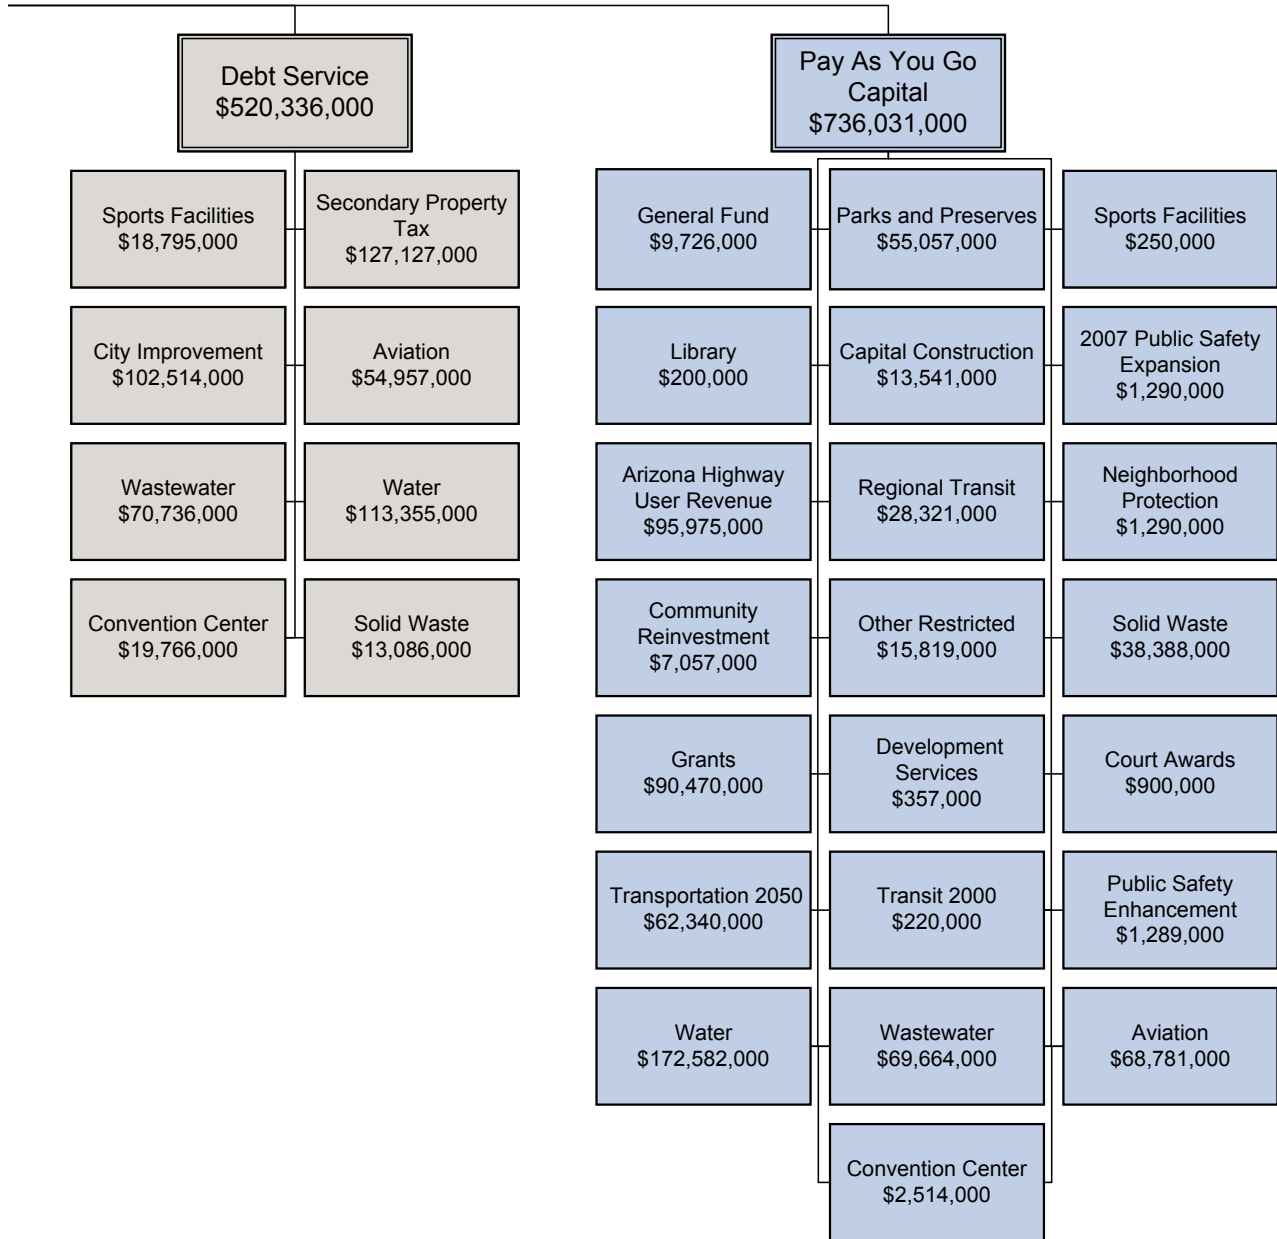 Debt Service
$520,336,000
Pay As You Go
Capital
$736,031,000
Sports Facilities
$18,795,000
Secondary Property
Tax
$127,127,000
City Improvement
$102,514,000
Aviation
$54,957,000
Wastewater
$70,736,000
Water
$113,355,000
Convention Center
$19,766,000
Solid Waste
$13,086,000
General Fund
$9,726,000
Parks and Preserves
$55,057,000
Sports Facilities
$250,000
Library
$200,000
Capital Construction
$13,541,000
2007 Public Safety
Expansion
$1,290,000
Arizona Highway
User Revenue
$95,975,000
Regional Transit
$28,321,000
Neighborhood
Protection
$1,290,000
Community
Reinvestment
$7,057,000
Other Restricted
$15,819,000
Solid Waste
$38,388,000
Grants
$90,470,000
Development
Services
$357,000
Court Awards
$900,000
Transportation 2050
$62,340,000
Transit 2000
$220,000
Public Safety
Enhancement
$1,289,000
Water
$172,582,000
Wastewater
$69,664,000
Aviation
$68,781,000
Convention Center
$2,514,000